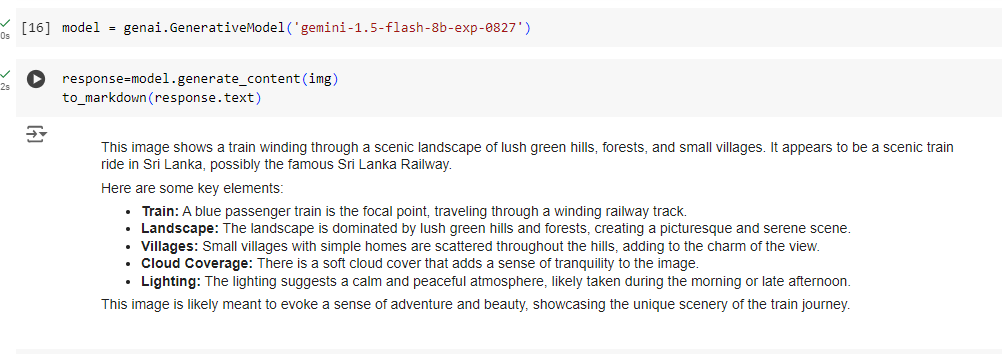 0s [16] model = genai.GenerativeModel('gemini-1.5-flash-8b-exp-0827')
2s response=model.generate_content(img)
to_markdown(response.text)
This image shows a train winding through a scenic landscape of lush green hills, forests, and small villages. It appears to be a scenic train
ride in Sri Lanka, possibly the famous Sri Lanka Railway.
Here are some key elements:
• Train: A blue passenger train is the focal point, traveling through a winding railway track.
• Landscape: The landscape is dominated by lush green hills and forests, creating a picturesque and serene scene.
• Villages: Small villages with simple homes are scattered throughout the hills, adding to the charm of the view.
• Cloud Coverage: There is a soft cloud cover that adds a sense of tranquility to the image.
• Lighting: The lighting suggests a calm and peaceful atmosphere, likely taken during the morning or late afternoon.
This image is likely meant to evoke a sense of adventure and beauty, showcasing the unique scenery of the train journey.